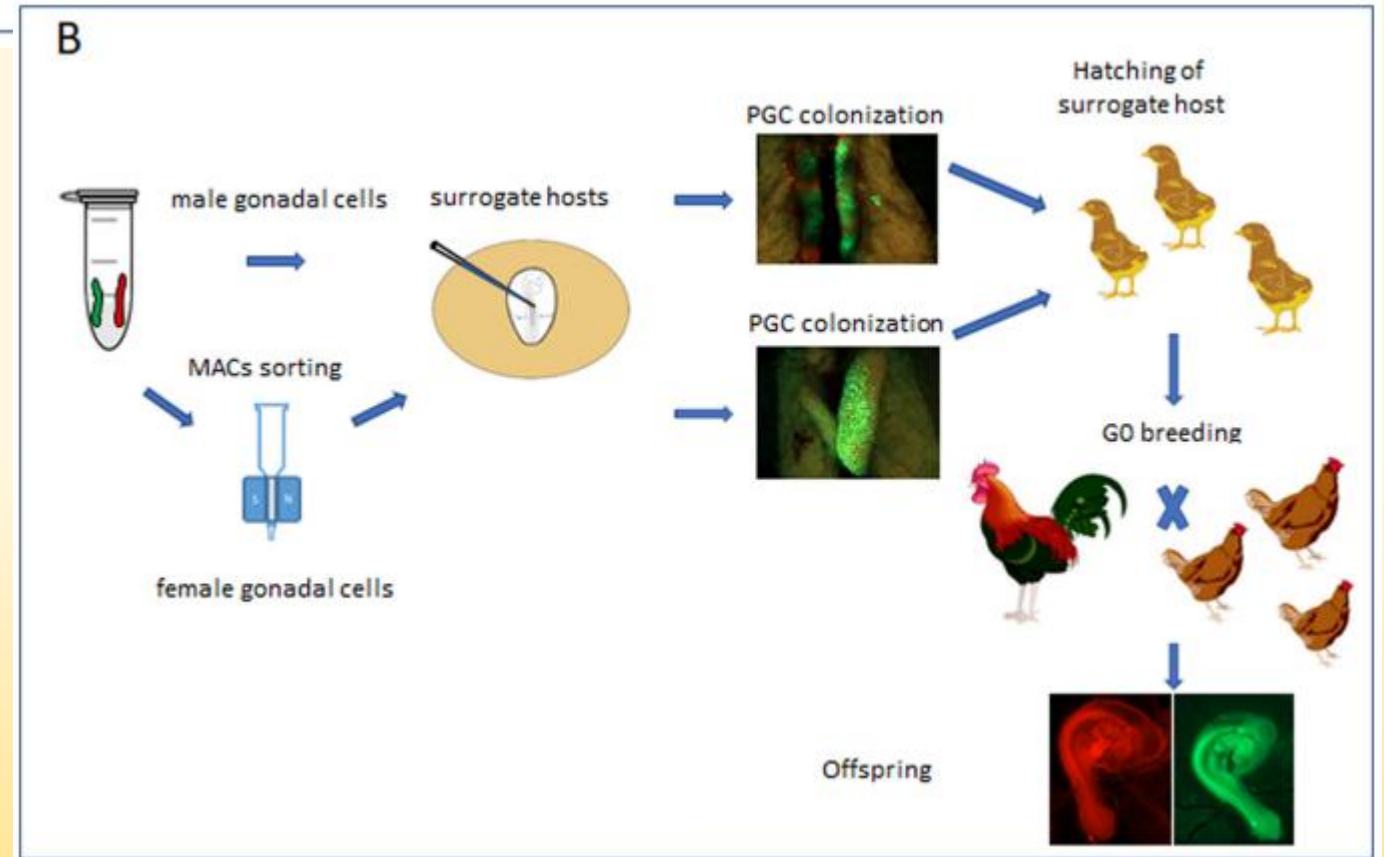 B
Hatching of
surrogate host
PGC colonization
male gonadal cells
surrogate hosts
PGC colonization
MACs sorting
G0 breeding
S N
female gonadal cells
Offspring